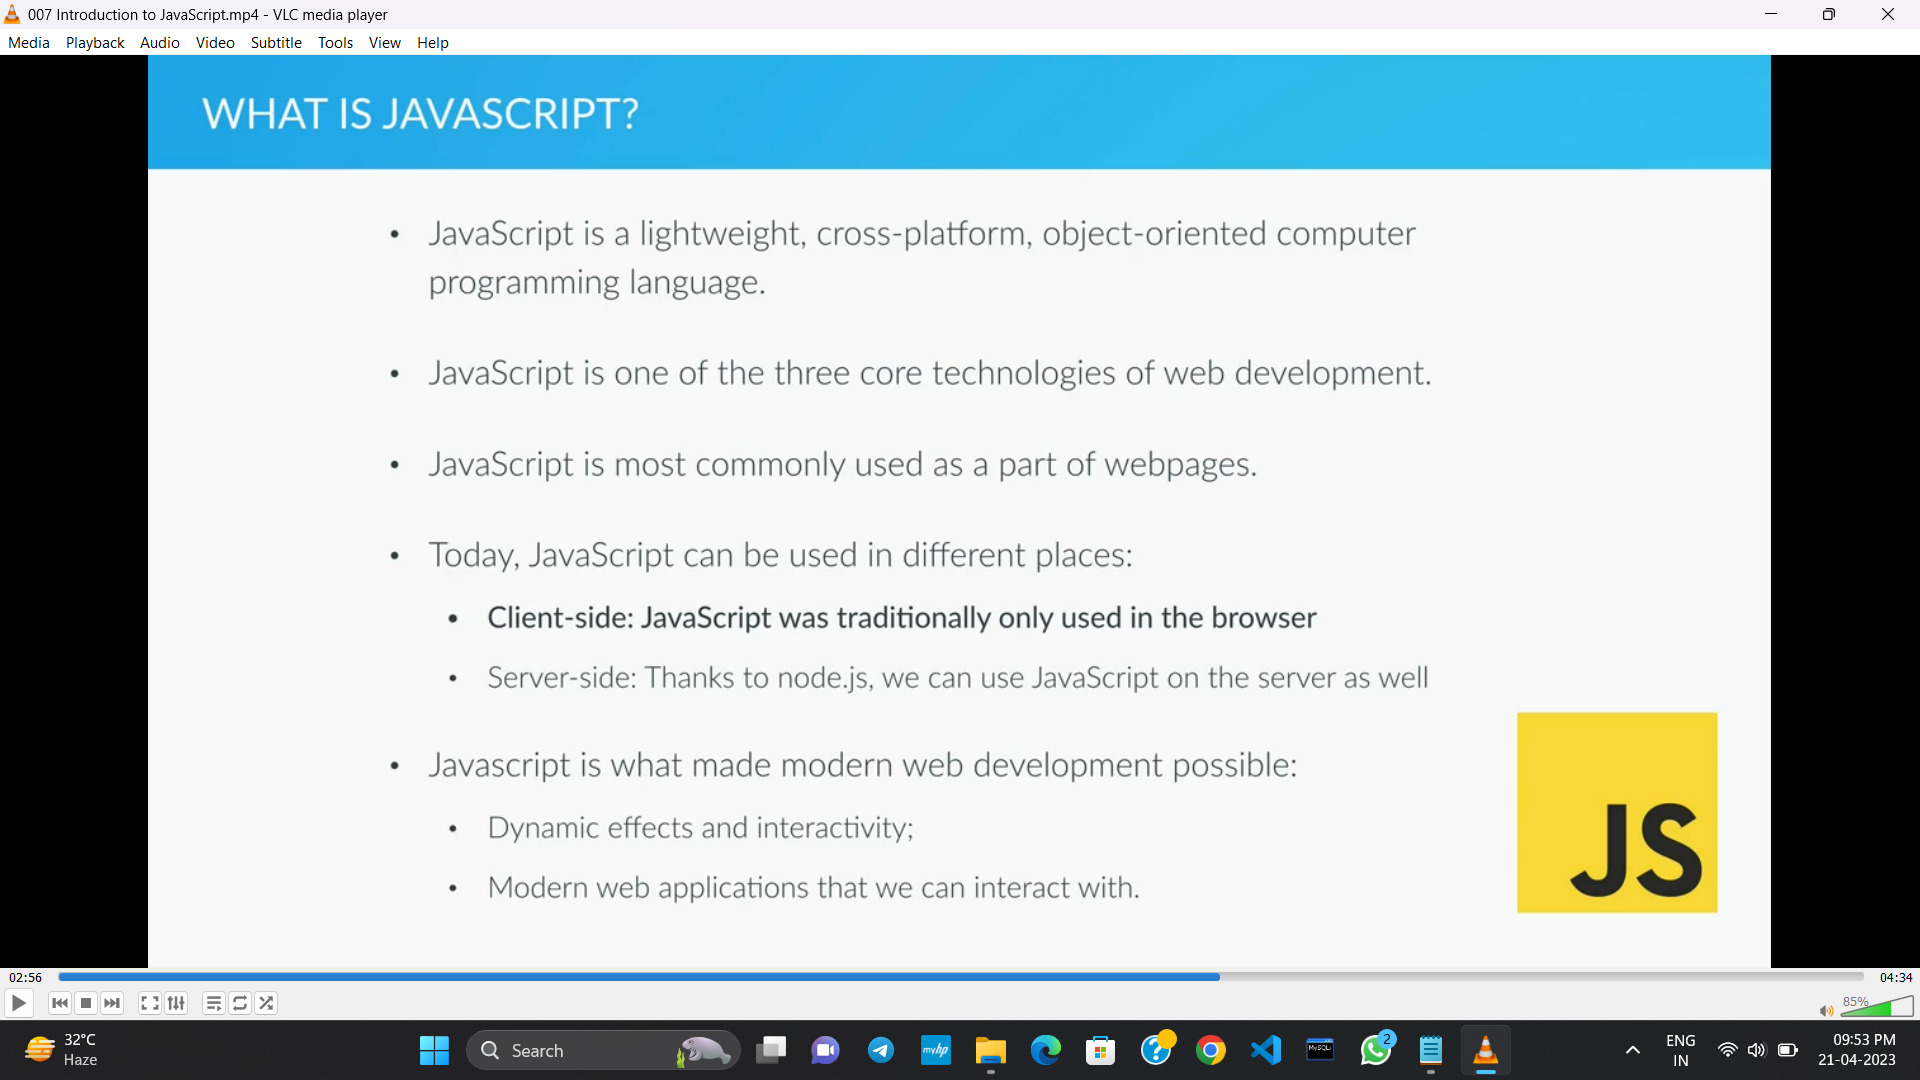 007 Introduction to JavaScript.mp4 - VLC media player
Media Playback Audio Video Subtitle Tools View Help
WHAT IS JAVASCRIPT?
• JavaScript is a lightweight, cross-platform, object-oriented computer
programming language.
• JavaScript is one of the three core technologies of web development.
• JavaScript is most commonly used as a part of webpages.
• Today, JavaScript can be used in different places:
• Client-side: JavaScript was traditionally only used in the browser
• Server-side: Thanks to node.js, we can use JavaScript on the server as well
• Javascript is what made modern web development possible:
• Dynamic effects and interactivity;
• Modern web applications that we can interact with.
JS
02:56 04:34
85%
32°C
Haze
Search
myhp
MySQL
2
ENG
IN
09:53 PM
21-04-2023